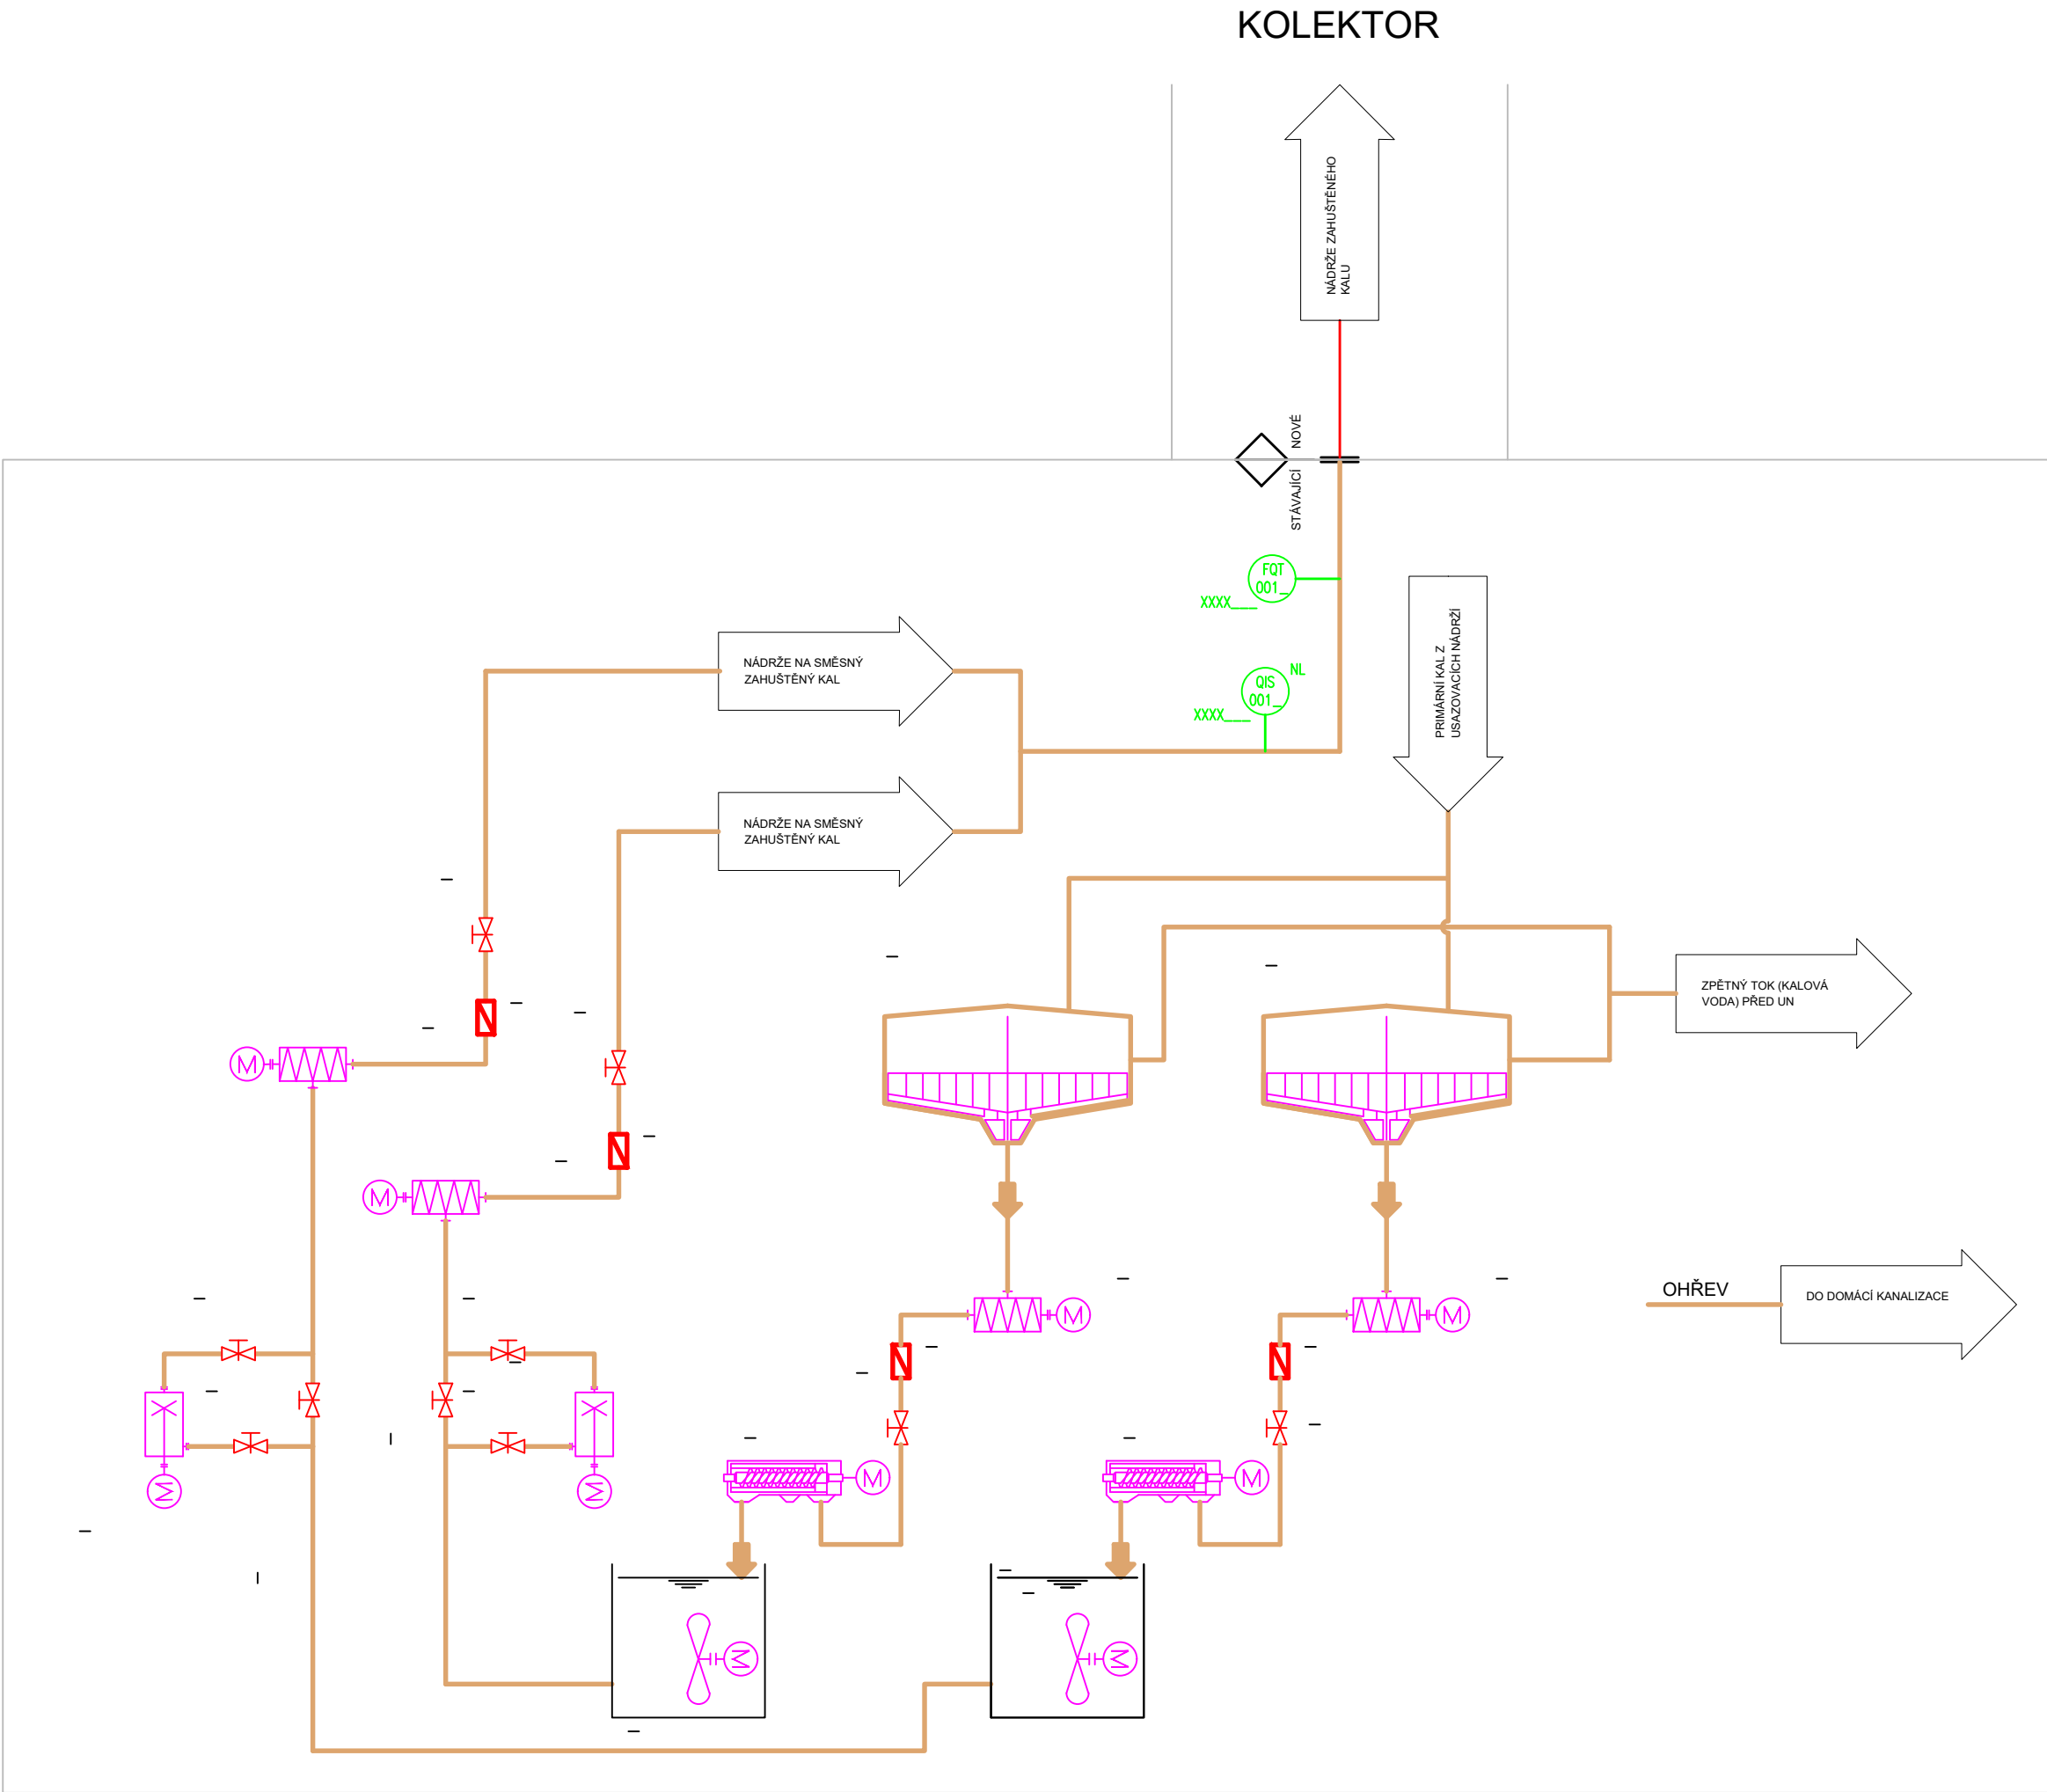 KOLEKTOR
NÁDRŽE ZAHUŠTĚNÉHO
KALU
NOVÉ
STÁVAJÍCÍ
FQT
001_
XXXX___
PRIMÁRNÍ KAL Z
USAZOVACÍCH NÁDRŽÍ
NÁDRŽE NA SMĚSNÝ
ZAHUŠTĚNÝ KAL
NL
QIS
001_
XXXX___
NÁDRŽE NA SMĚSNÝ
ZAHUŠTĚNÝ KAL
ZPĚTNÝ TOK (KALOVÁ
VODA) PŘED UN
M
M
M
M
OHŘEV
DO DOMÁCÍ KANALIZACE
M
M
M
M
M
M